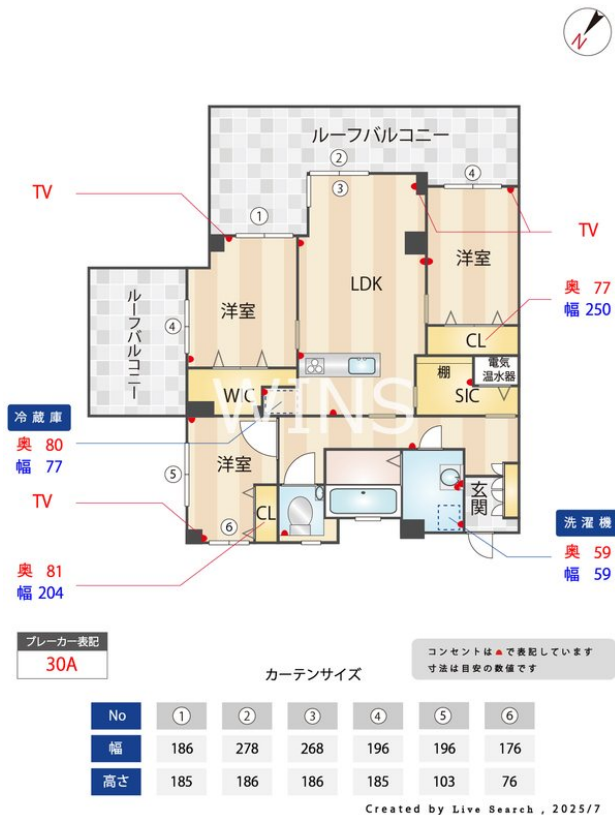 N
ルーフバルコニー
②
③
④
TV
①
TV
洋室
奥 77
幅 250
LDK
洋室
ルーフバルコニー
④
CL
電気
温水器
棚
SIC
WIC
WINS
冷蔵庫
奥 80
幅 77
洋室
⑤
TV
⑥
CL
玄関
洗濯機
奥 59
幅 59
奥 81
幅 204
ブレーカー表記
30A
コンセントは で表記しています
寸法は目安の数値です
カーテンサイズ
No ① ② ③ ④ ⑤ ⑥
幅 186 278 268 196 196 176
高さ 185 186 186 185 103 76
Created by Live Search , 2025/7